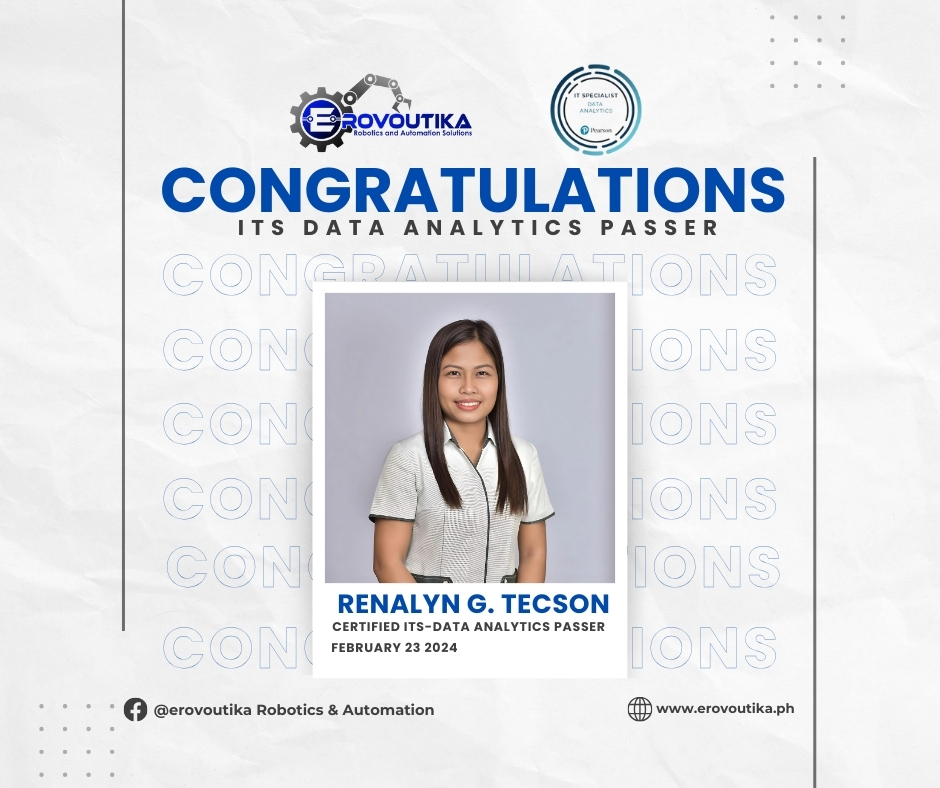 EROVOUTIKA
Robotics and Automation Solutions
IT SPECIALIST
DATA
ANALYTICS
Pearson
CONGRATULATIONS
ITS DATA ANALYTICS PASSER
CONGRATULATIONS
CONG IONS
CONG IONS
CONG IONS
CONG IONS
CONG IONS
RENALYN G. TECSON
CERTIFIED ITS-DATA ANALYTICS PASSER
FEBRUARY 23 2024
@erovoutika Robotics & Automation
www.erovoutika.ph